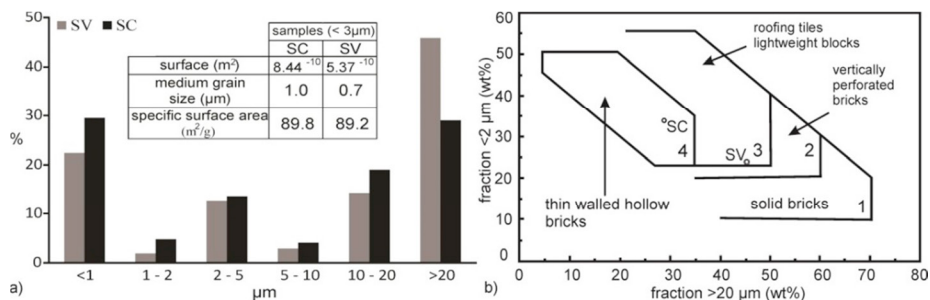 50
40
30
%
20
10
0
SV SC
samples (< 3µm)
SC SV
surface (m²) 8.44 ⁻¹⁰ 5.37 ⁻¹⁰
medium grain size (µm) 1.0 0.7
specific surface area (m²/g) 89.8 89.2
<1 1 - 2 2 - 5 5 - 10 10 - 20 >20
µm
a)
fraction <2 µm (wt%)
60
50
40
30
20
10
0
roofing tiles
lightweight blocks
vertically
perforated
bricks
°SC
4
SV₀
3
2
1
thin walled hollow
bricks
solid bricks
0 10 20 30 40 50 60 70 80
fraction >20 µm (wt%)
b)